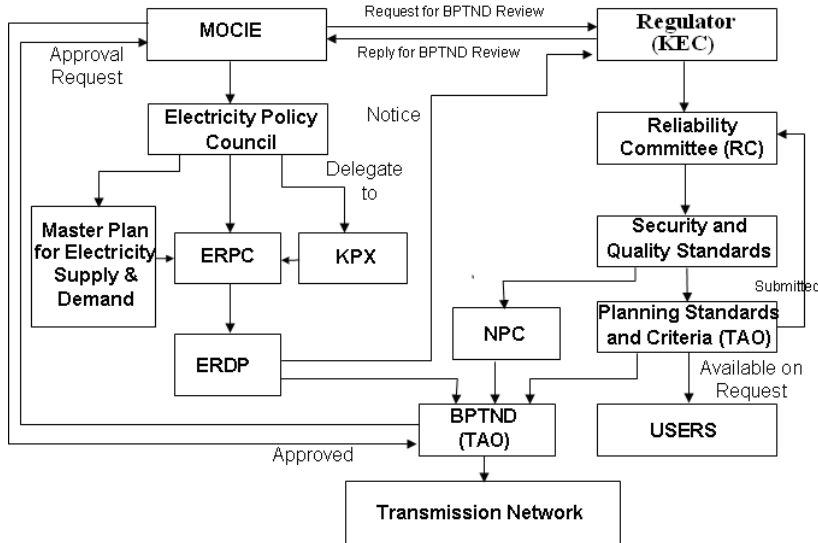 MOCIE
Request for BPTND Review
Reply for BPTND Review
Regulator
(KEC)
Approval
Request
Electricity Policy
Council
Notice
Reliability
Committee (RC)
Delegate
to
Master Plan
for Electricity
Supply &
Demand
ERPC
KPX
Security and
Quality Standards
Submitted
ERDP
NPC
Planning Standards
and Criteria (TAO)
Available on
Request
BPTND
(TAO)
USERS
Approved
Transmission Network